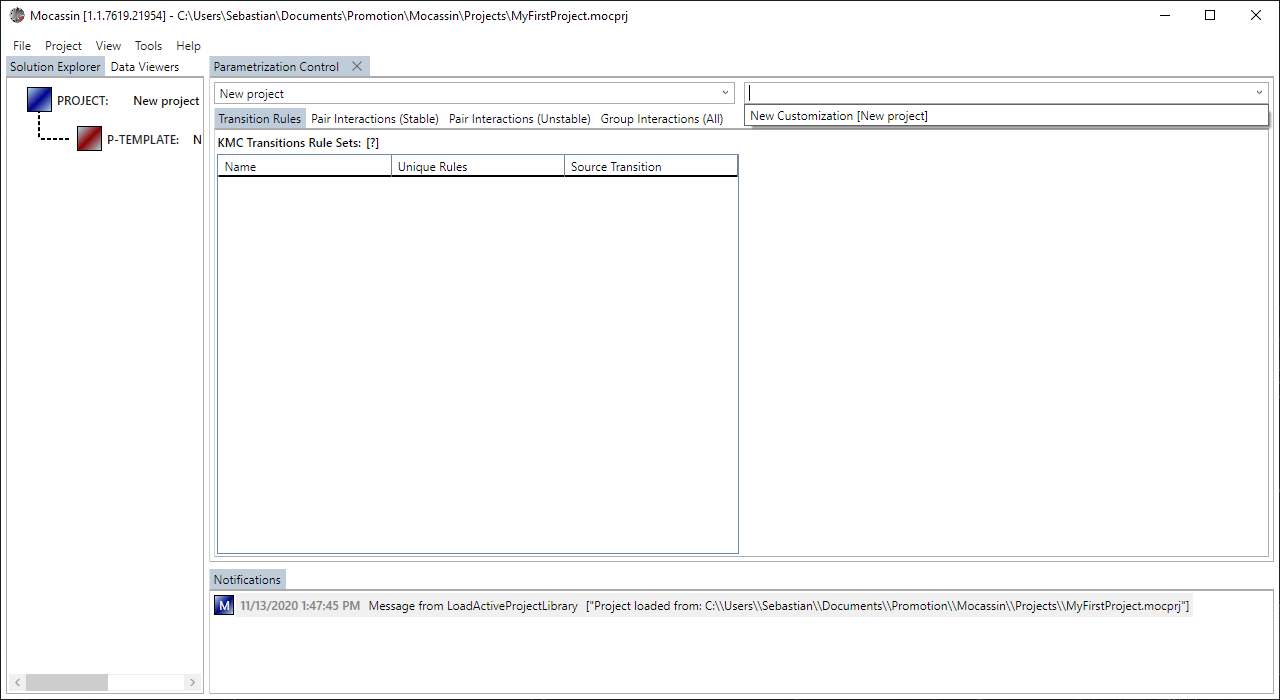 Mocassin [1.1.7619.21954] - C:\Users\Sebastian\Documents\Promotion\Mocassin\Projects\MyFirstProject.mocprj
File Project View Tools Help
Solution Explorer Data Viewers
PROJECT: New project
P-TEMPLATE: N
Parametrization Control
New project
New Customization [New project]
Transition Rules Pair Interactions (Stable) Pair Interactions (Unstable) Group Interactions (All)
KMC Transitions Rule Sets: [?]
Name Unique Rules Source Transition
Notifications
M 11/13/2020 1:47:45 PM Message from LoadActiveProjectLibrary ["Project loaded from: C:\\Users\\Sebastian\\Documents\\Promotion\\Mocassin\\Projects\\MyFirstProject.mocprj"]